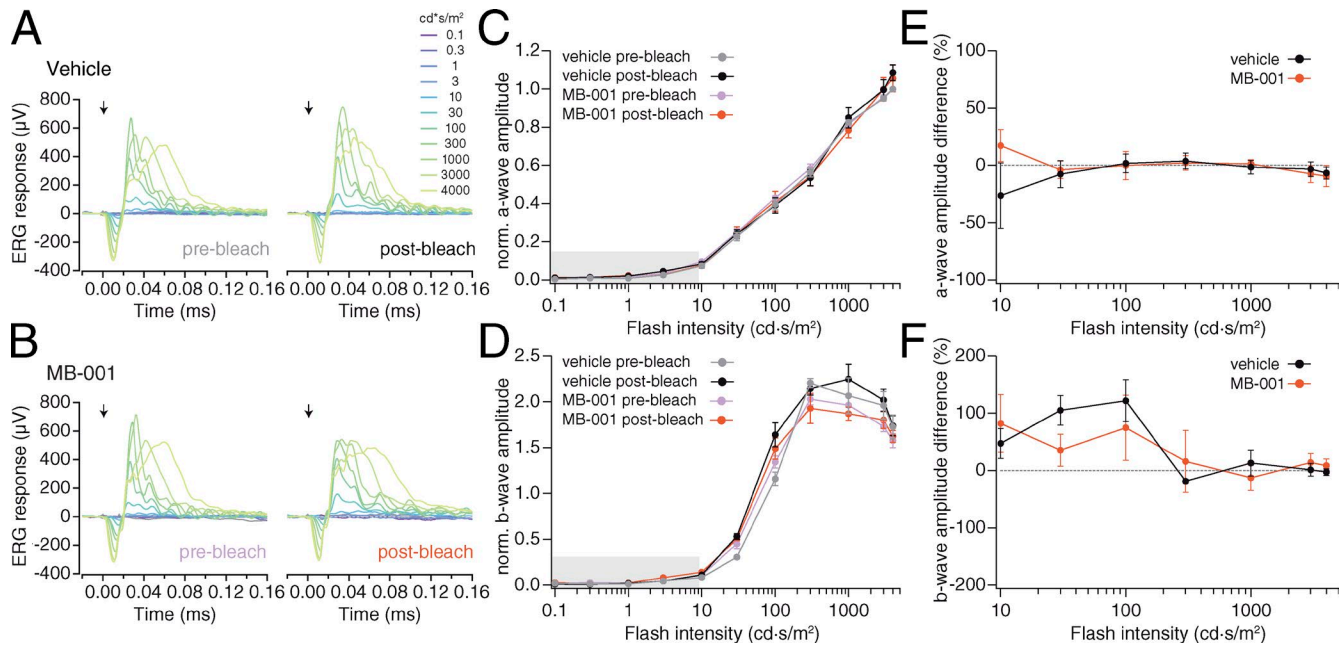 A
Vehicle
cd*s/m²
0.1
0.3
1
3
10
30
100
300
1000
3000
4000
ERG response (µV)
800
600
400
200
0
-200
-400
pre-bleach
post-bleach
0.00 0.04 0.08 0.12 0.16
0.00 0.04 0.08 0.12 0.16
Time (ms)
Time (ms)
B
MB-001
ERG response (µV)
800
600
400
200
0
-200
-400
pre-bleach
post-bleach
0.00 0.04 0.08 0.12 0.16
0.00 0.04 0.08 0.12 0.16
Time (ms)
Time (ms)
C
vehicle pre-bleach
vehicle post-bleach
MB-001 pre-bleach
MB-001 post-bleach
norm. a-wave amplitude
1.2
1.0
0.8
0.6
0.4
0.2
0.0
0.1 1 10 100 1000
Flash intensity (cd·s/m²)
D
vehicle pre-bleach
vehicle post-bleach
MB-001 pre-bleach
MB-001 post-bleach
norm. b-wave amplitude
2.5
2.0
1.5
1.0
0.5
0.0
0.1 1 10 100 1000
Flash intensity (cd·s/m²)
E
vehicle
MB-001
a-wave amplitude difference (%)
100
50
0
-50
-100
10 100 1000
Flash intensity (cd·s/m²)
F
vehicle
MB-001
b-wave amplitude difference (%)
200
100
0
-100
-200
10 100 1000
Flash intensity (cd·s/m²)